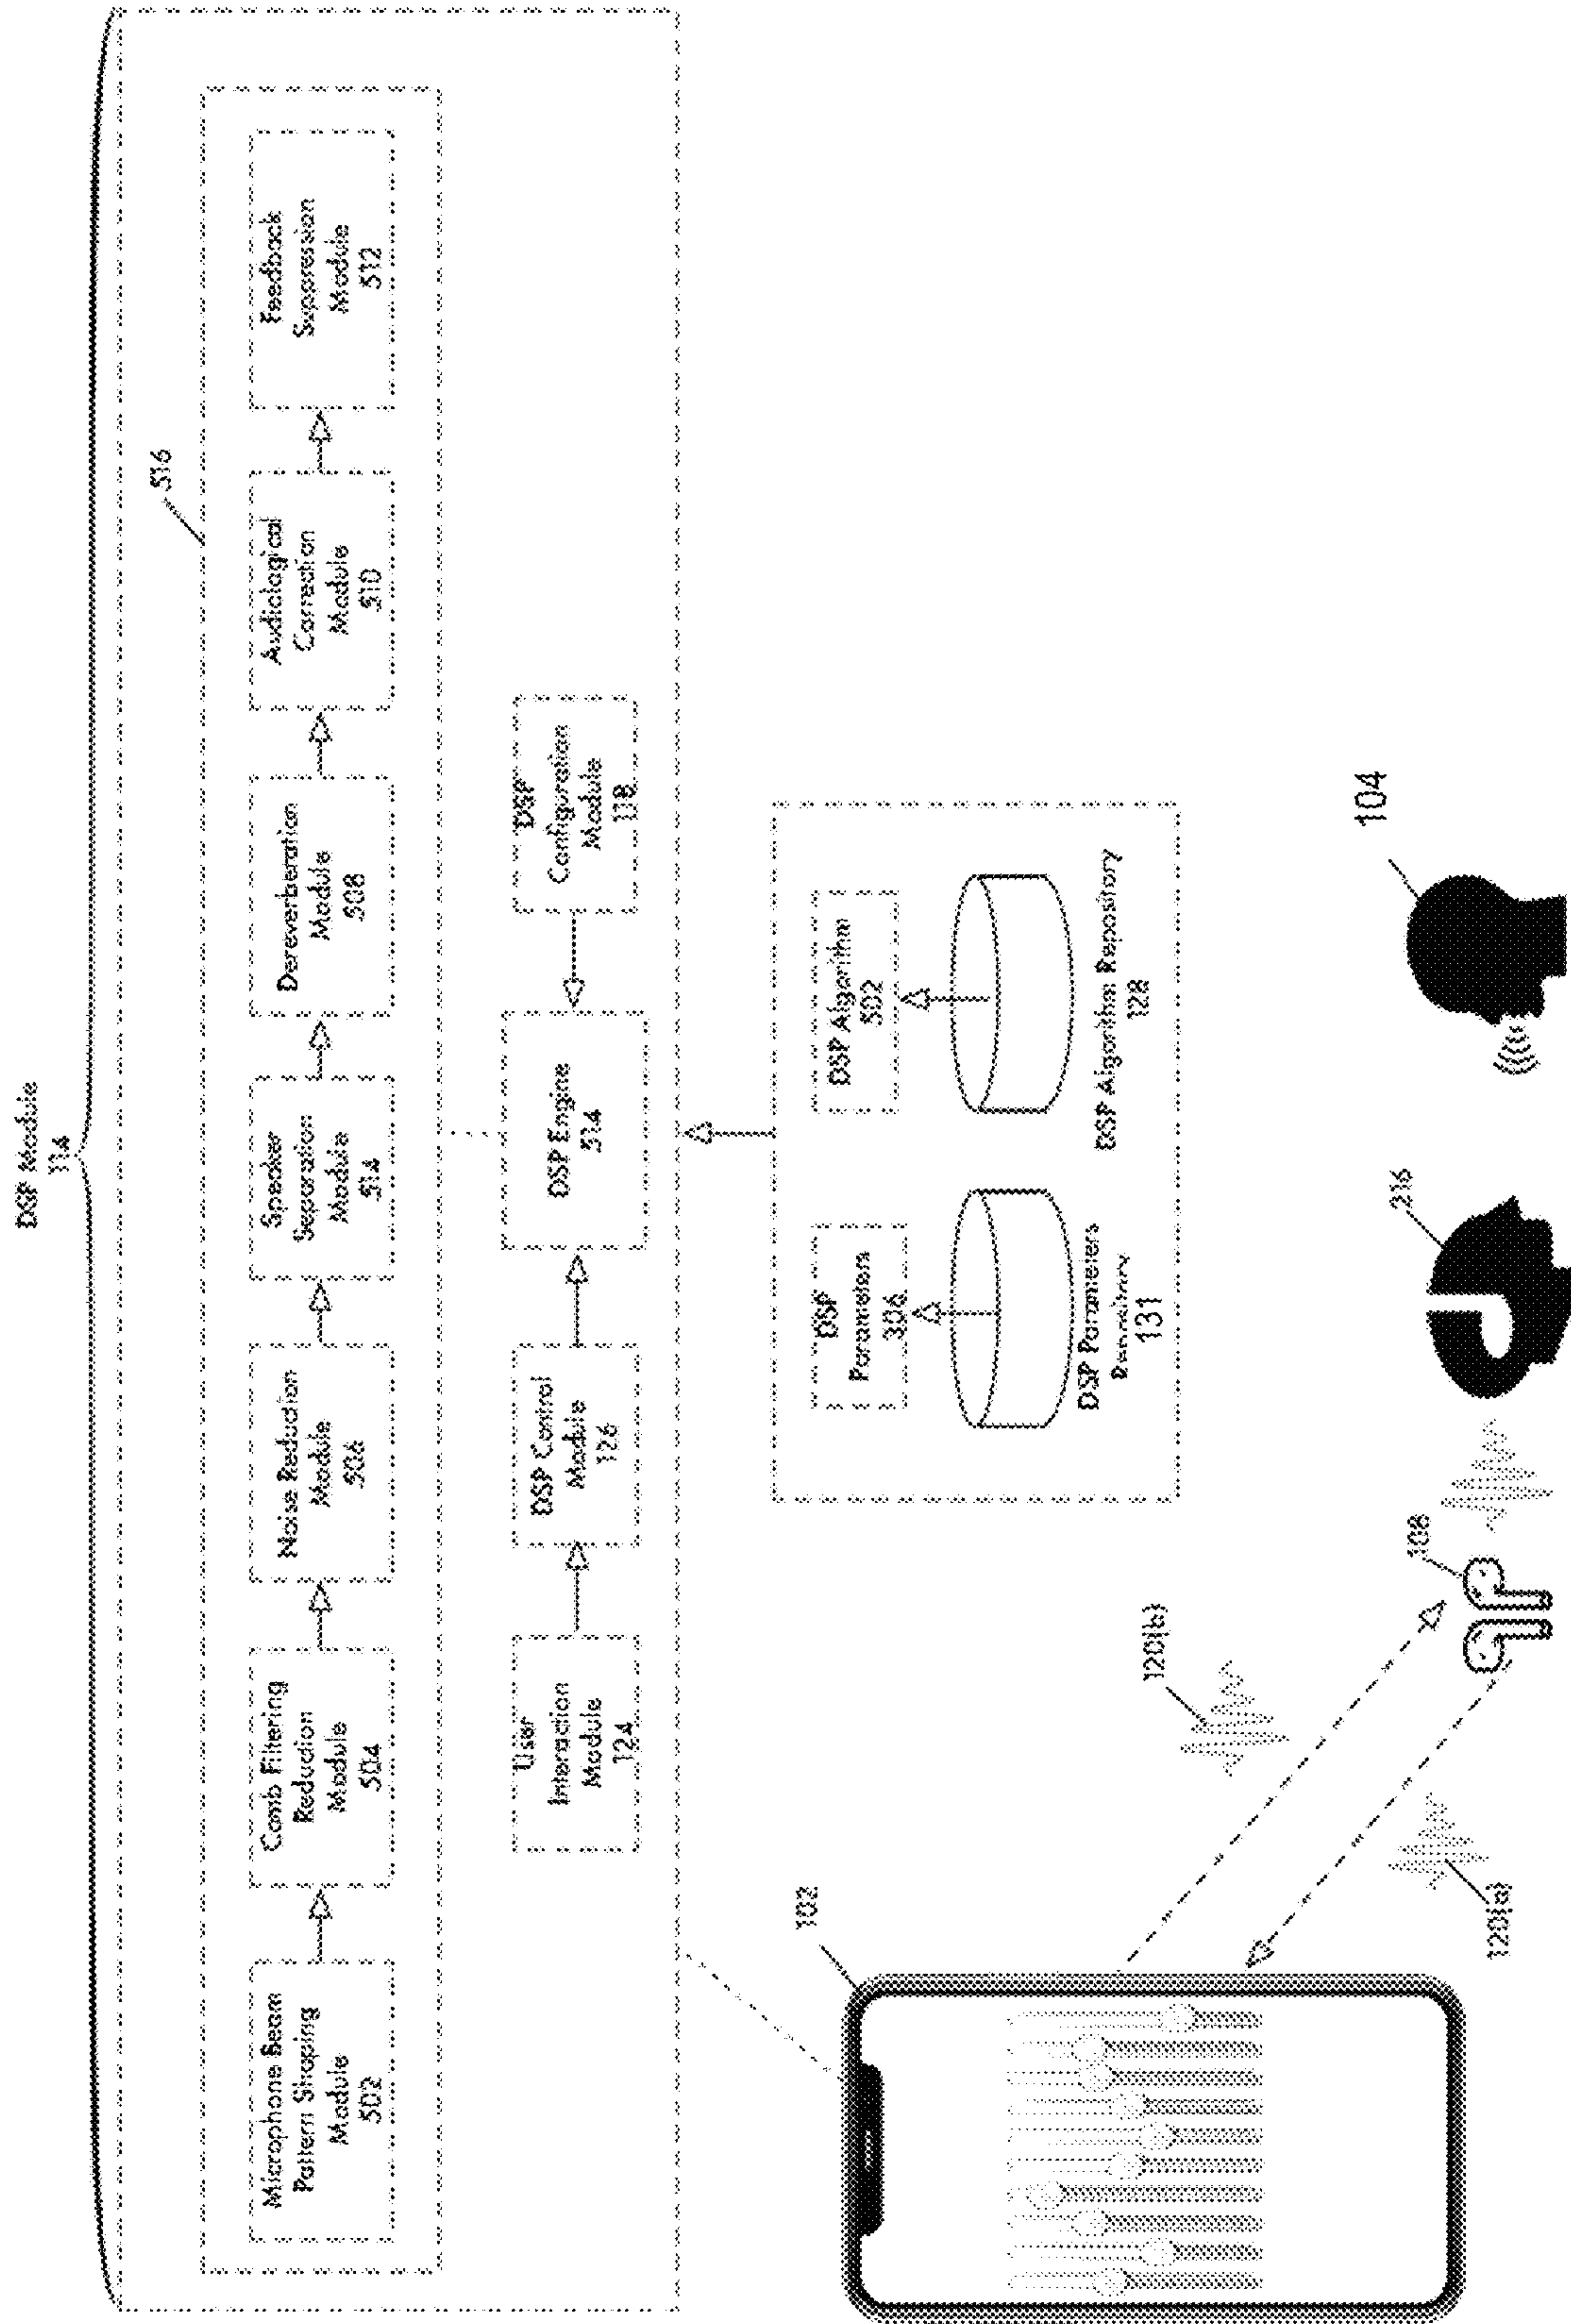 DSP Module
114
516
Microphone Beam
Pattern Shaping
Module
502
Comb Filtering
Reduction
Module
504
Noise Reduction
Module
506
Speaker
Separation
Module
514
Dereverberation
Module
508
Audiological
Correction
Module
510
Feedback
Suppression
Module
512
User
Interaction
Module
124
DSP Control
Module
126
DSP Engine
514
DSP
Configuration
Module
118
DSP
Parameters
306
DSP Parameters
Repository
131
DSP Algorithm
502
DSP Algorithm Repository
128
102
120(b)
120(a)
108
216
104